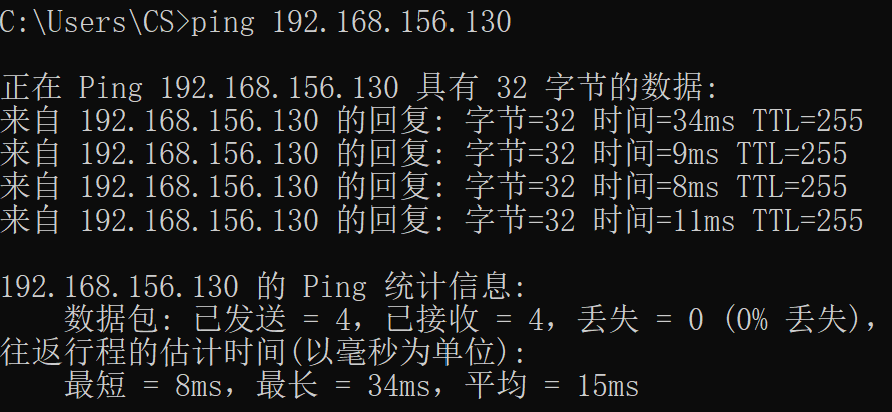 C:\Users\CS>ping 192.168.156.130
正在 Ping 192.168.156.130 具有 32 字节的数据:
来自 192.168.156.130 的回复: 字节=32 时间=34ms TTL=255
来自 192.168.156.130 的回复: 字节=32 时间=9ms TTL=255
来自 192.168.156.130 的回复: 字节=32 时间=8ms TTL=255
来自 192.168.156.130 的回复: 字节=32 时间=11ms TTL=255
192.168.156.130 的 Ping 统计信息:
数据包: 已发送 = 4，已接收 = 4，丢失 = 0 (0% 丢失)，
往返行程的估计时间(以毫秒为单位):
最短 = 8ms，最长 = 34ms，平均 = 15ms